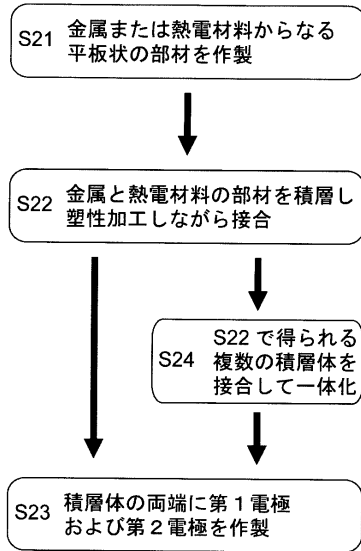 S21 金属または熱電材料からなる
平板状の部材を作製
S22 金属と熱電材料の部材を積層し
塑性加工しながら接合
S24 S22で得られる
複数の積層体を
接合して一体化
S23 積層体の両端に第1電極
および第2電極を作製